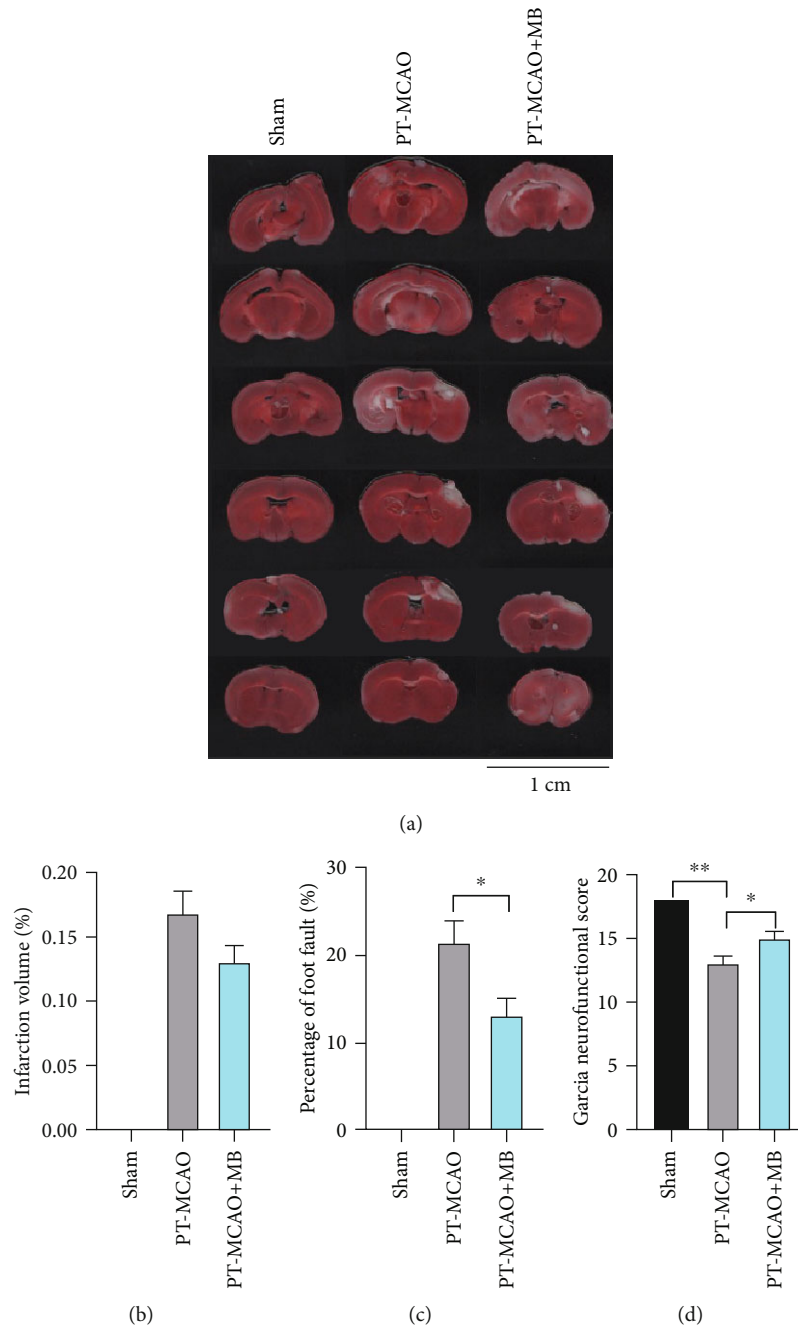 Sham
PT-MCAO
PT-MCAO+MB
1 cm
(a)
Infarction volume (%)
0.20
0.15
0.10
0.05
0.00
Sham
PT-MCAO
PT-MCAO+MB
(b)
Percentage of foot fault (%)
30
20
10
0
*
Sham
PT-MCAO
PT-MCAO+MB
(c)
Garcia neurofunctional score
20
15
10
5
0
**
*
Sham
PT-MCAO
PT-MCAO+MB
(d)